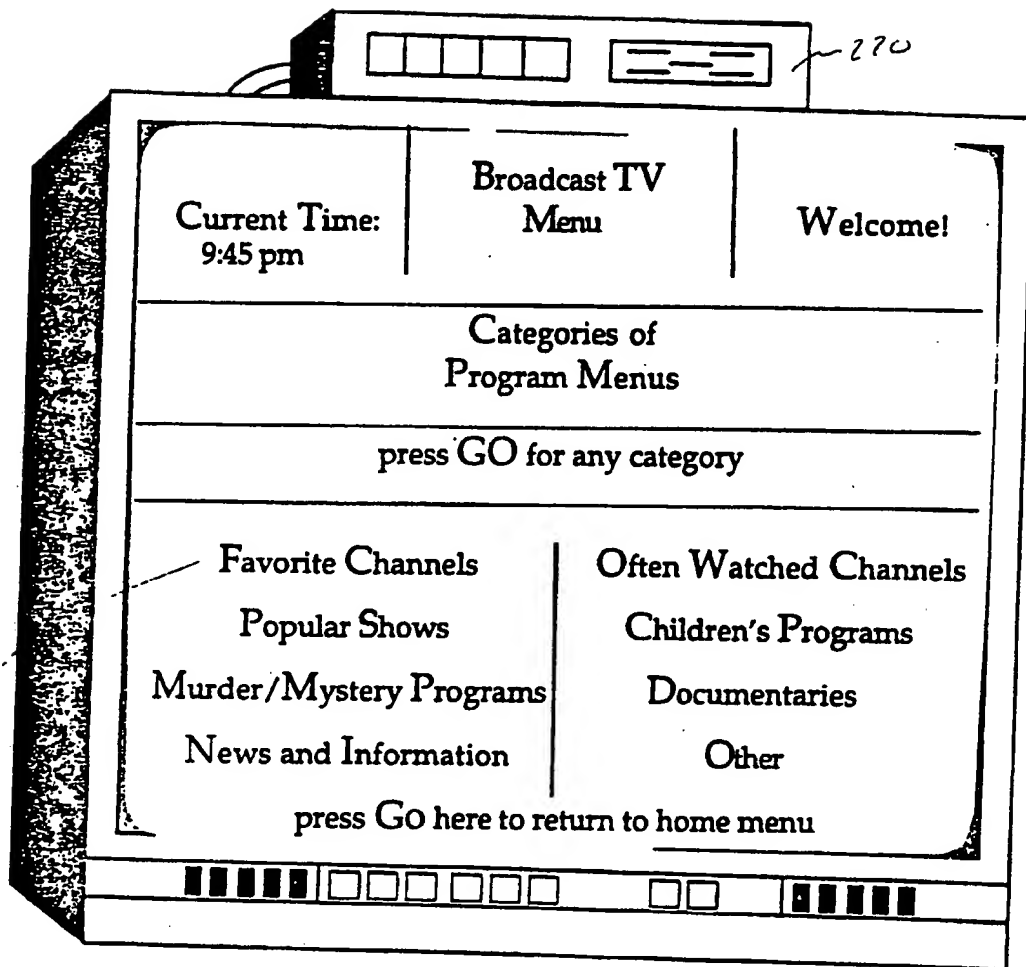 220
Current Time:
9:45 pm
Broadcast TV
Menu
Welcome!
Categories of
Program Menus
press GO for any category
Favorite Channels
Often Watched Channels
Popular Shows
Children's Programs
Murder/Mystery Programs
Documentaries
News and Information
Other
press GO here to return to home menu